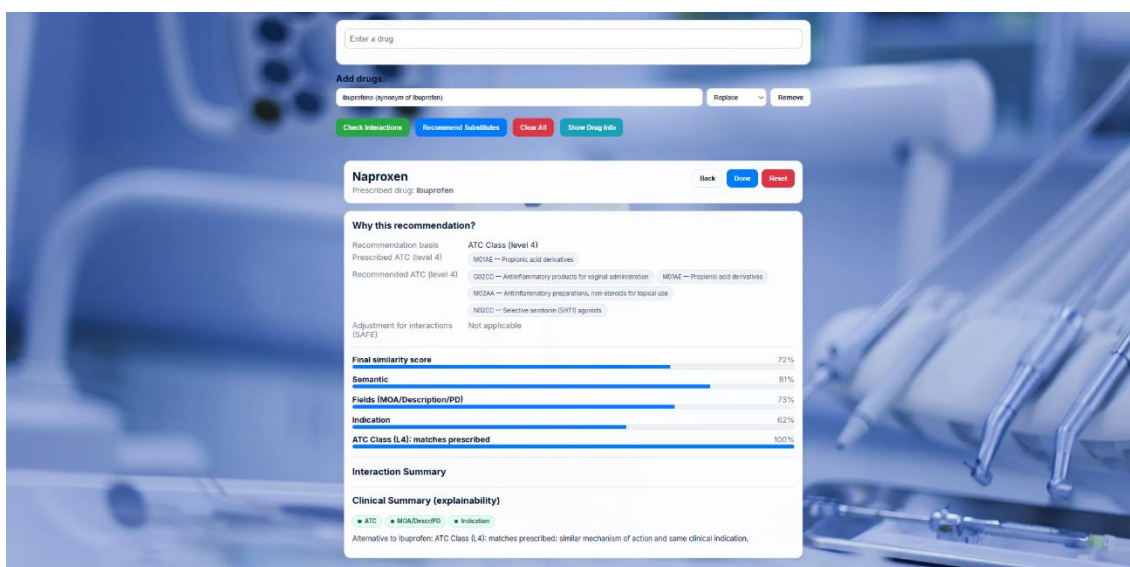 Enter a drug
Add drugs:
Ibuprofeno (synonym of Ibuprofen) Replace Remove
Check Interactions Recommend Substitutes Clear All Show Drug Info
Naproxen Back Done Reset
Prescribed drug: Ibuprofen
Why this recommendation?
Recommendation basis ATC Class (level 4)
Prescribed ATC (level 4) M01AE — Propionic acid derivatives
Recommended ATC (level 4) G02CC — Antiinflammatory products for vaginal administration M01AE — Propionic acid derivatives
M02AA — Antiinflammatory preparations, non-steroids for topical use
N02CC — Selective serotonin (5HT1) agonists
Adjustment for interactions Not applicable
(SAFE)
Final similarity score 72%
Semantic 81%
Fields (MOA/Description/PD) 73%
Indication 62%
ATC Class (L4): matches prescribed 100%
Interaction Summary
Clinical Summary (explainability)
ATC MOA/Descr/PD Indication
Alternative to Ibuprofen: ATC Class (L4): matches prescribed; similar mechanism of action and same clinical indication.